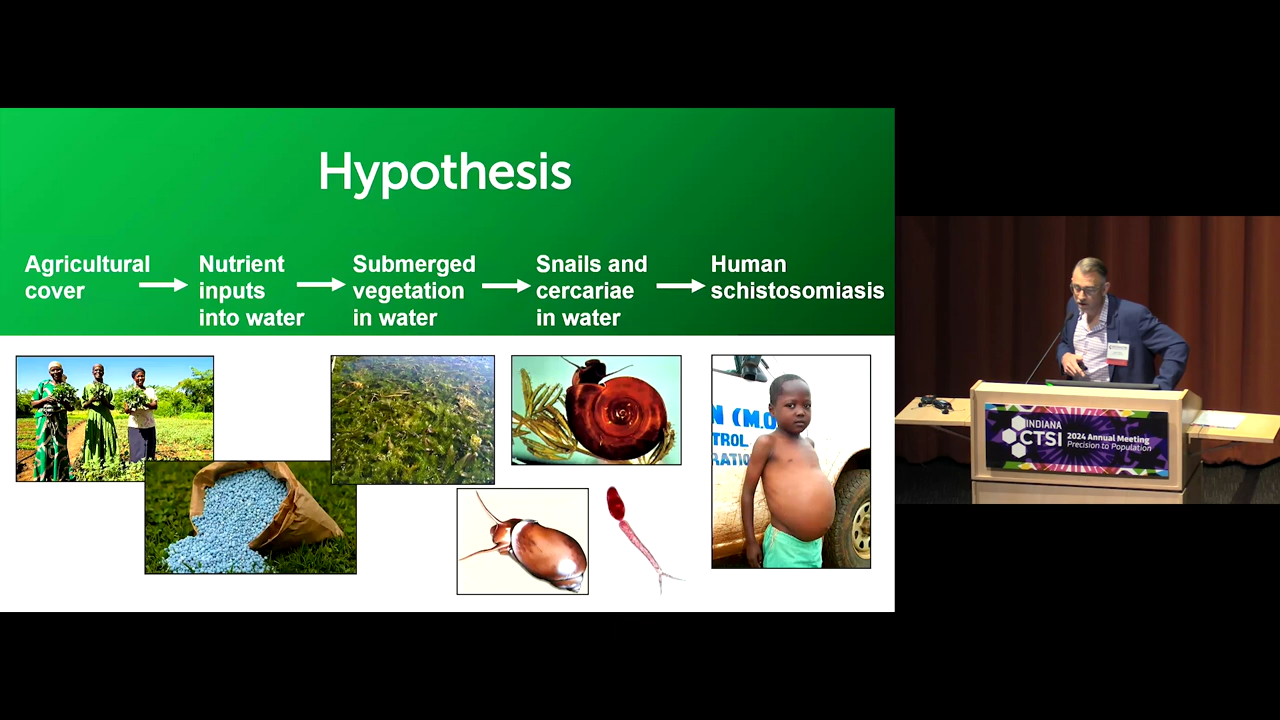 Hypothesis
Agricultural
cover
Nutrient
inputs
into water
Submerged
vegetation
in water
Snails and
cercariae
in water
Human
schistosomiasis
N (M.O
TROL
RATIO
INDIANA
CTSI
2024 Annual Meeting
Precision to Population